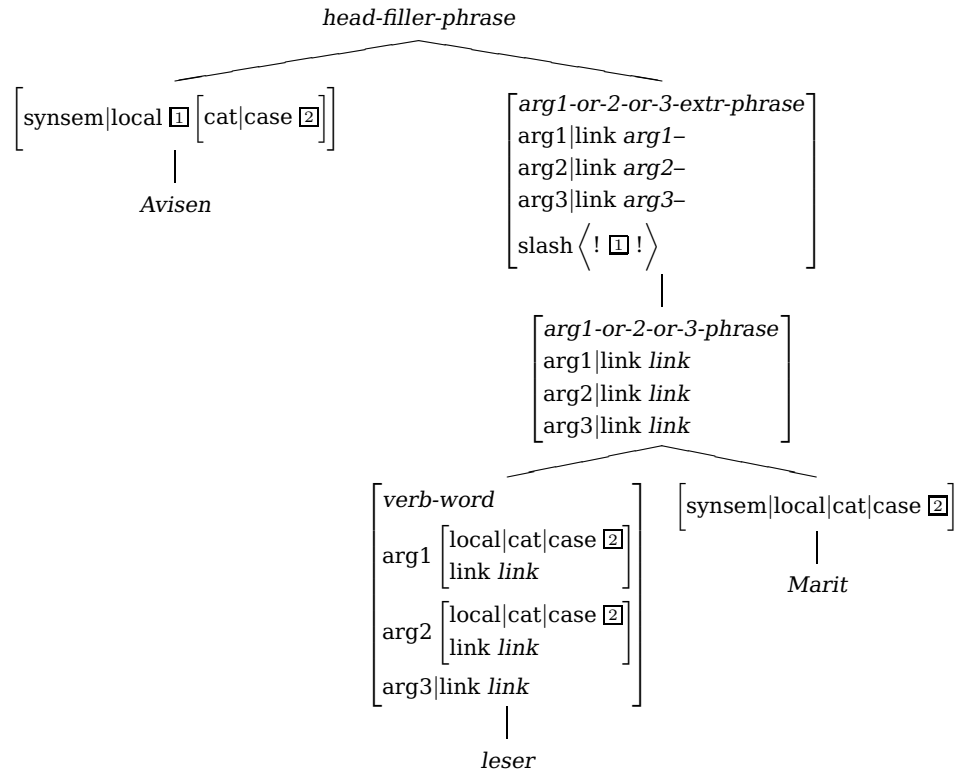 head-filler-phrase
[synsem|local 1 [cat|case 2]]
Avisen
arg1-or-2-or-3-extr-phrase
arg1|link arg1–
arg2|link arg2–
arg3|link arg3–
slash ⟨! 1 !⟩
arg1-or-2-or-3-phrase
arg1|link link
arg2|link link
arg3|link link
verb-word
arg1 [local|cat|case 2
link link]
arg2 [local|cat|case 2
link link]
arg3|link link
leser
[synsem|local|cat|case 2]
Marit